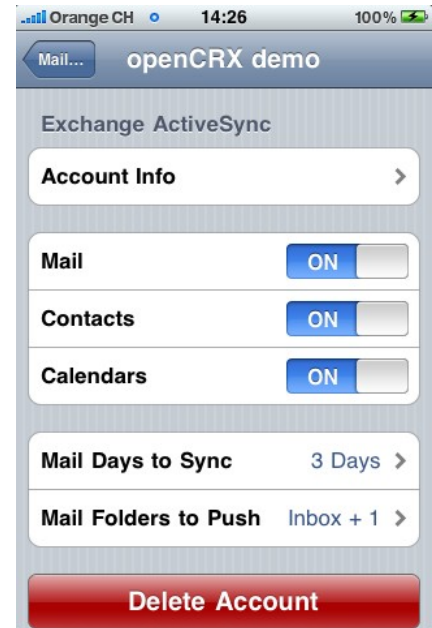 Orange CH 14:26 100%
Mail... openCRX demo
Exchange ActiveSync
Account Info
Mail ON
Contacts ON
Calendars ON
Mail Days to Sync 3 Days
Mail Folders to Push Inbox + 1
Delete Account